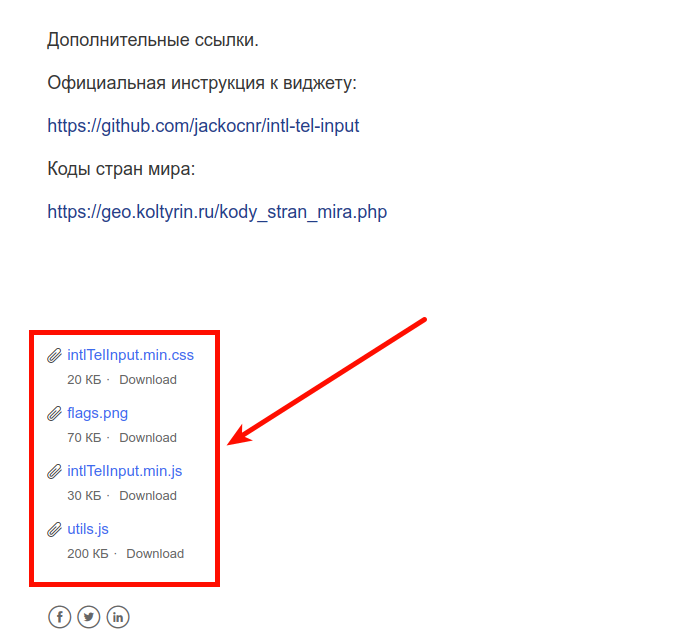 Дополнительные ссылки.
Официальная инструкция к виджету:
https://github.com/jackocnr/intl-tel-input
Коды стран мира:
https://geo.koltyrin.ru/kody_stran_mira.php
intlTelInput.min.css
20 КБ · Download
flags.png
70 КБ · Download
intlTelInput.min.js
30 КБ · Download
utils.js
200 КБ · Download